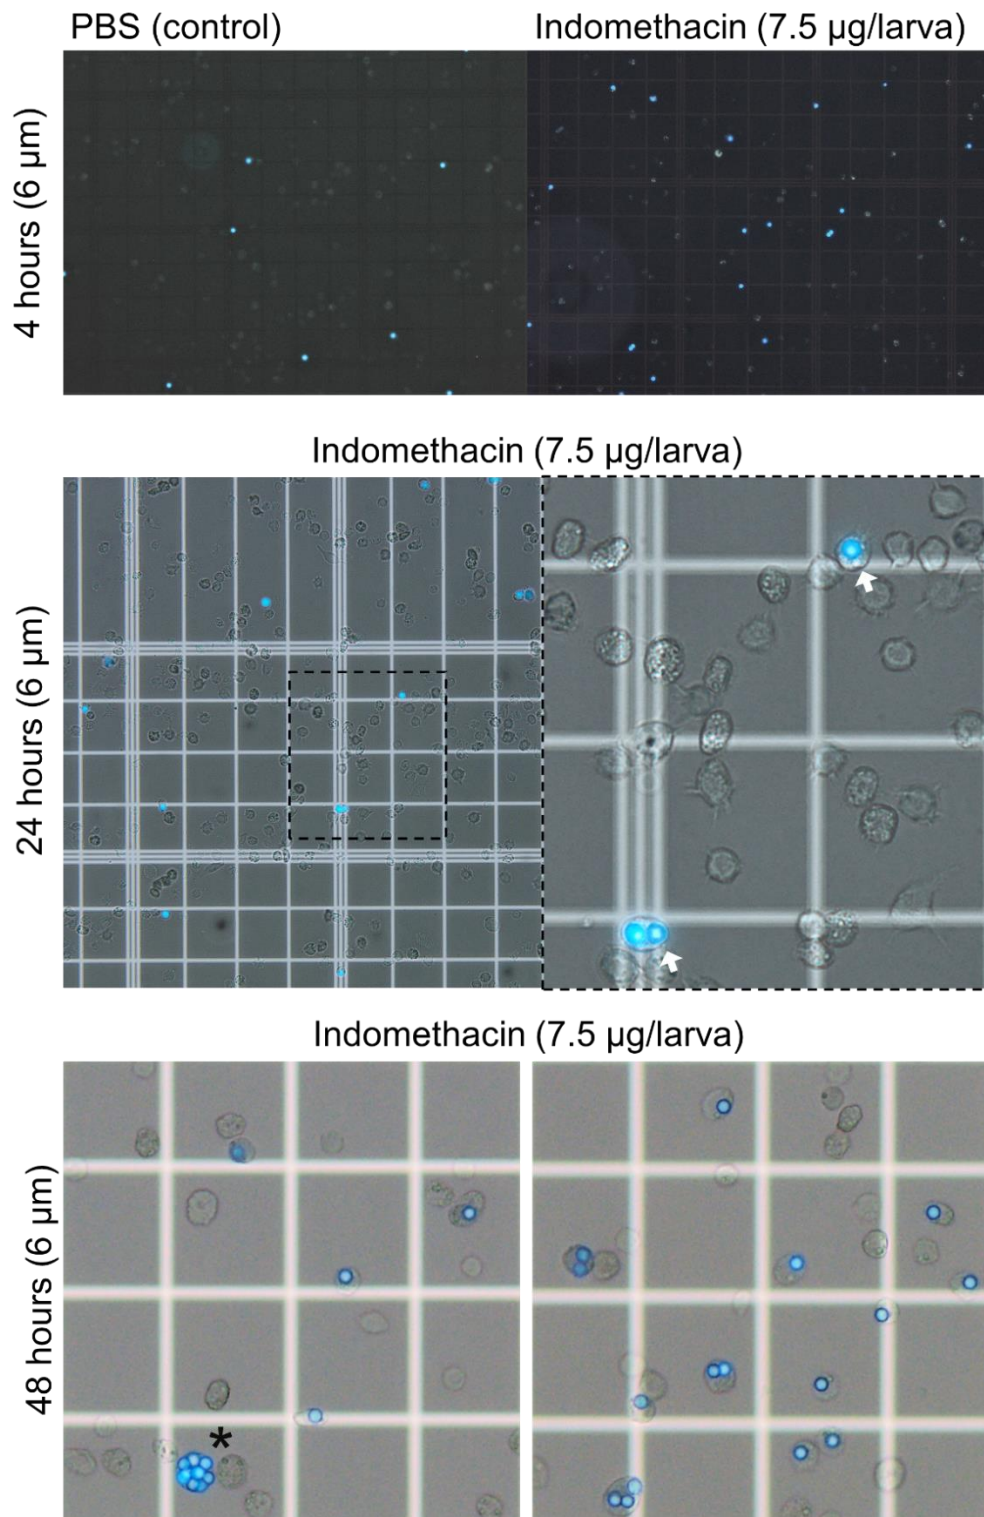 PBS (control)
Indomethacin (7.5 µg/larva)
4 hours (6 µm)
Indomethacin (7.5 µg/larva)
24 hours (6 µm)
Indomethacin (7.5 µg/larva)
48 hours (6 µm)
*